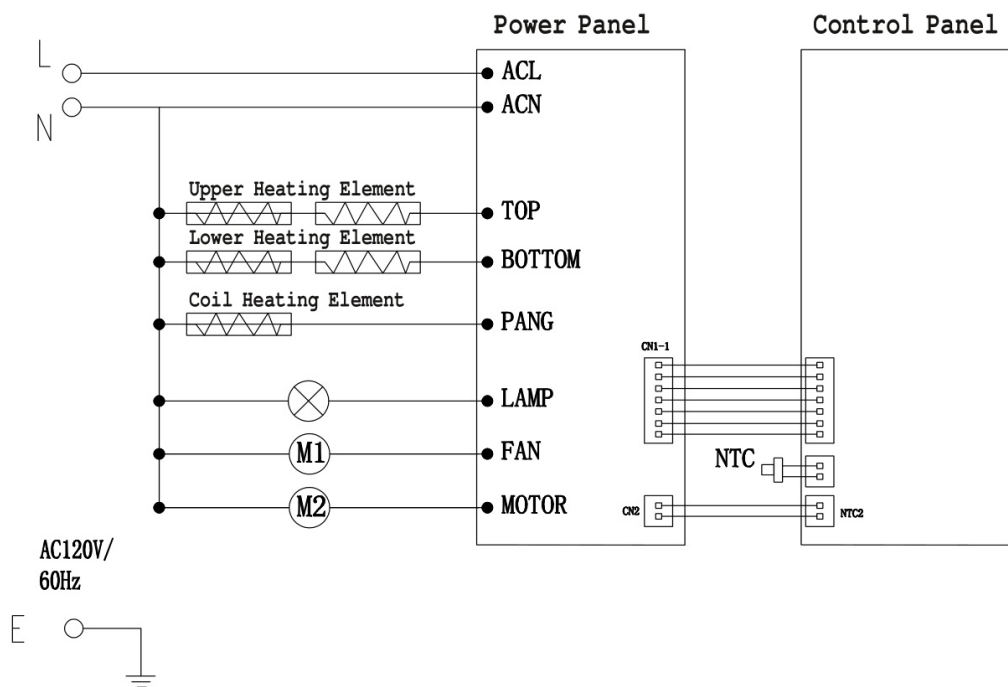 Power Panel
Control Panel
L
ACL
N
ACN
Upper Heating Element
TOP
Lower Heating Element
BOTTOM
Coil Heating Element
PANG
CN1-1
LAMP
M1
FAN
NTC
M2
MOTOR
CN2
NTC2
AC120V/
60Hz
E